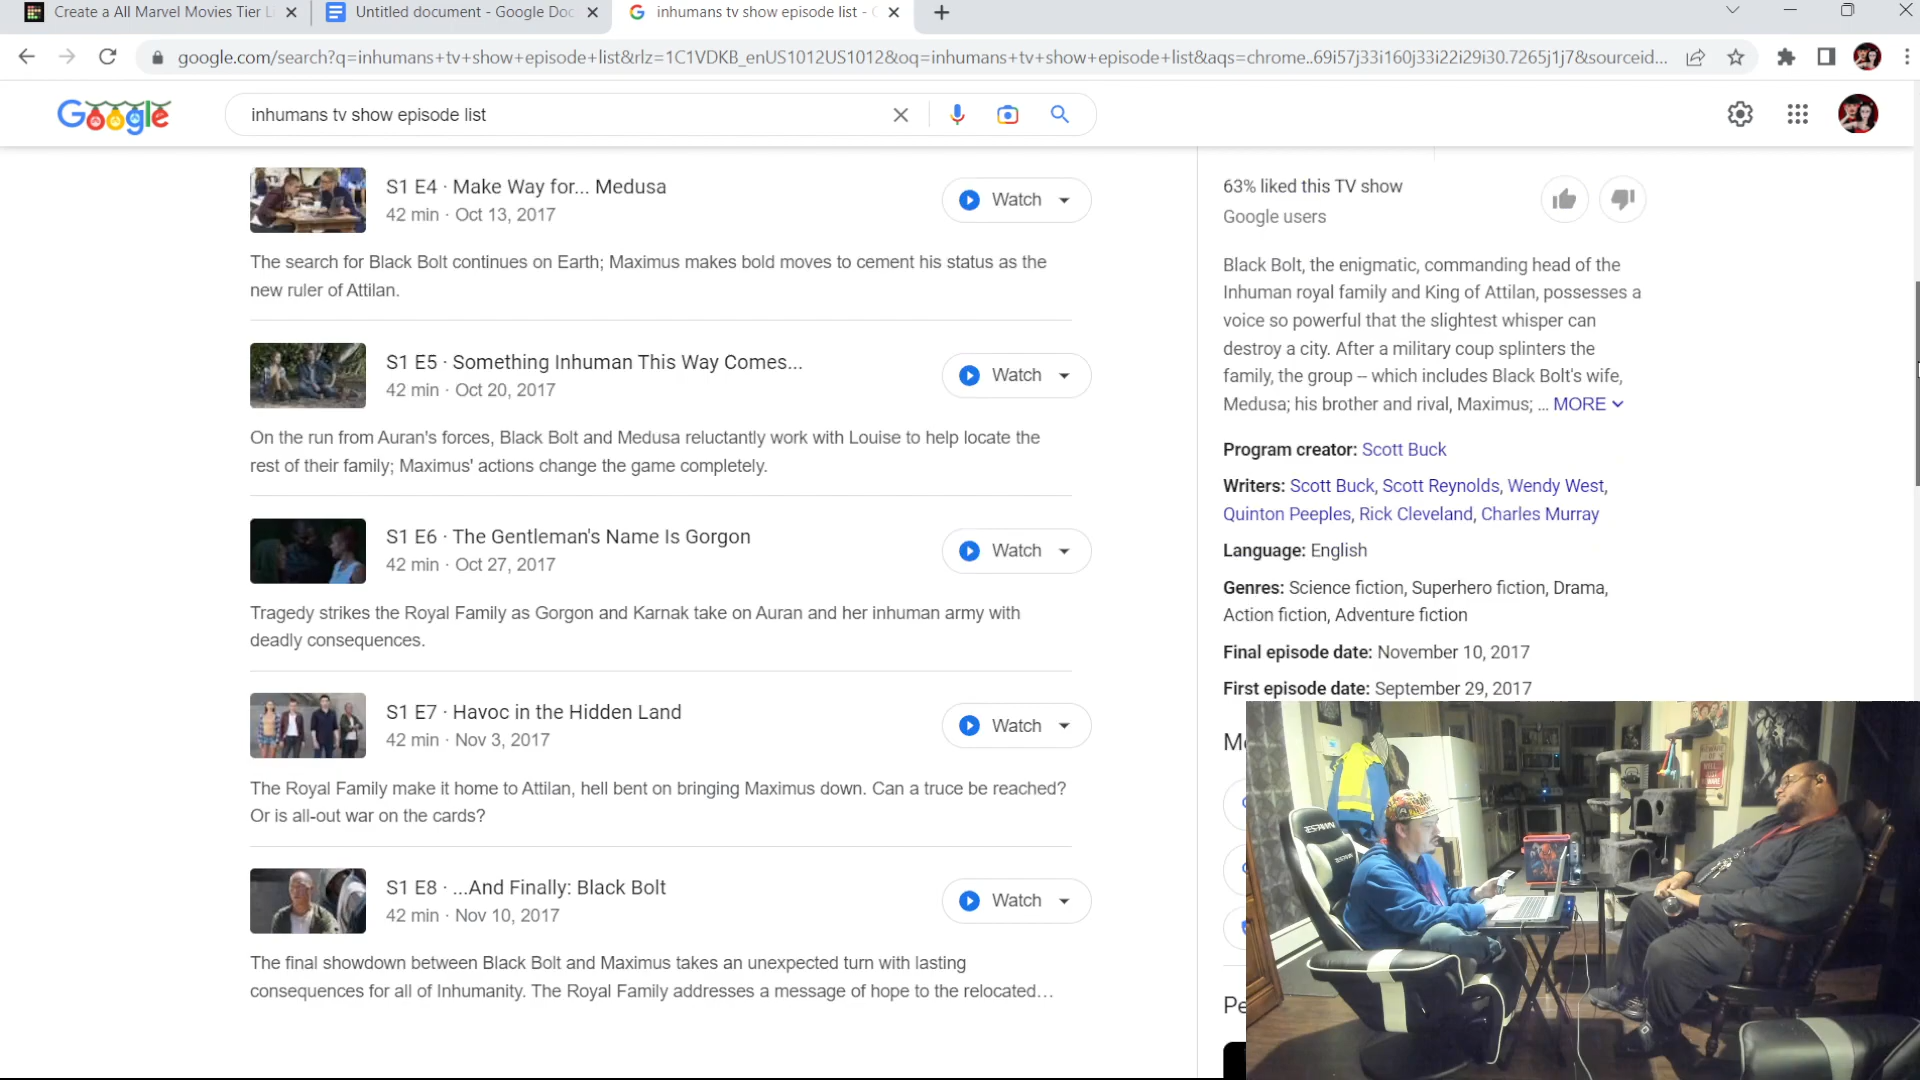 Create a All Marvel Movies Tier L
Untitled document - Google Doc
inhumans tv show episode list -
google.com/search?q=inhumans+tv+show+episode+list&rlz=1C1VDKB_enUS1012US1012&oq=inhumans+tv+show+episode+list&aqs=chrome..69i57j33i160j33i22i29i30.7265j1j7&sourceid...
Google
inhumans tv show episode list
S1 E4 · Make Way for... Medusa
42 min · Oct 13, 2017
Watch
The search for Black Bolt continues on Earth; Maximus makes bold moves to cement his status as the
new ruler of Attilan.
S1 E5 · Something Inhuman This Way Comes...
42 min · Oct 20, 2017
Watch
On the run from Auran's forces, Black Bolt and Medusa reluctantly work with Louise to help locate the
rest of their family; Maximus' actions change the game completely.
S1 E6 · The Gentleman's Name Is Gorgon
42 min · Oct 27, 2017
Watch
Tragedy strikes the Royal Family as Gorgon and Karnak take on Auran and her inhuman army with
deadly consequences.
S1 E7 · Havoc in the Hidden Land
42 min · Nov 3, 2017
Watch
The Royal Family make it home to Attilan, hell bent on bringing Maximus down. Can a truce be reached?
Or is all-out war on the cards?
S1 E8 · ...And Finally: Black Bolt
42 min · Nov 10, 2017
Watch
The final showdown between Black Bolt and Maximus takes an unexpected turn with lasting
consequences for all of Inhumanity. The Royal Family addresses a message of hope to the relocated…
63% liked this TV show
Google users
Black Bolt, the enigmatic, commanding head of the
Inhuman royal family and King of Attilan, possesses a
voice so powerful that the slightest whisper can
destroy a city. After a military coup splinters the
family, the group -- which includes Black Bolt's wife,
Medusa; his brother and rival, Maximus; ... MORE
Program creator: Scott Buck
Writers: Scott Buck, Scott Reynolds, Wendy West,
Quinton Peeples, Rick Cleveland, Charles Murray
Language: English
Genres: Science fiction, Superhero fiction, Drama,
Action fiction, Adventure fiction
Final episode date: November 10, 2017
First episode date: September 29, 2017